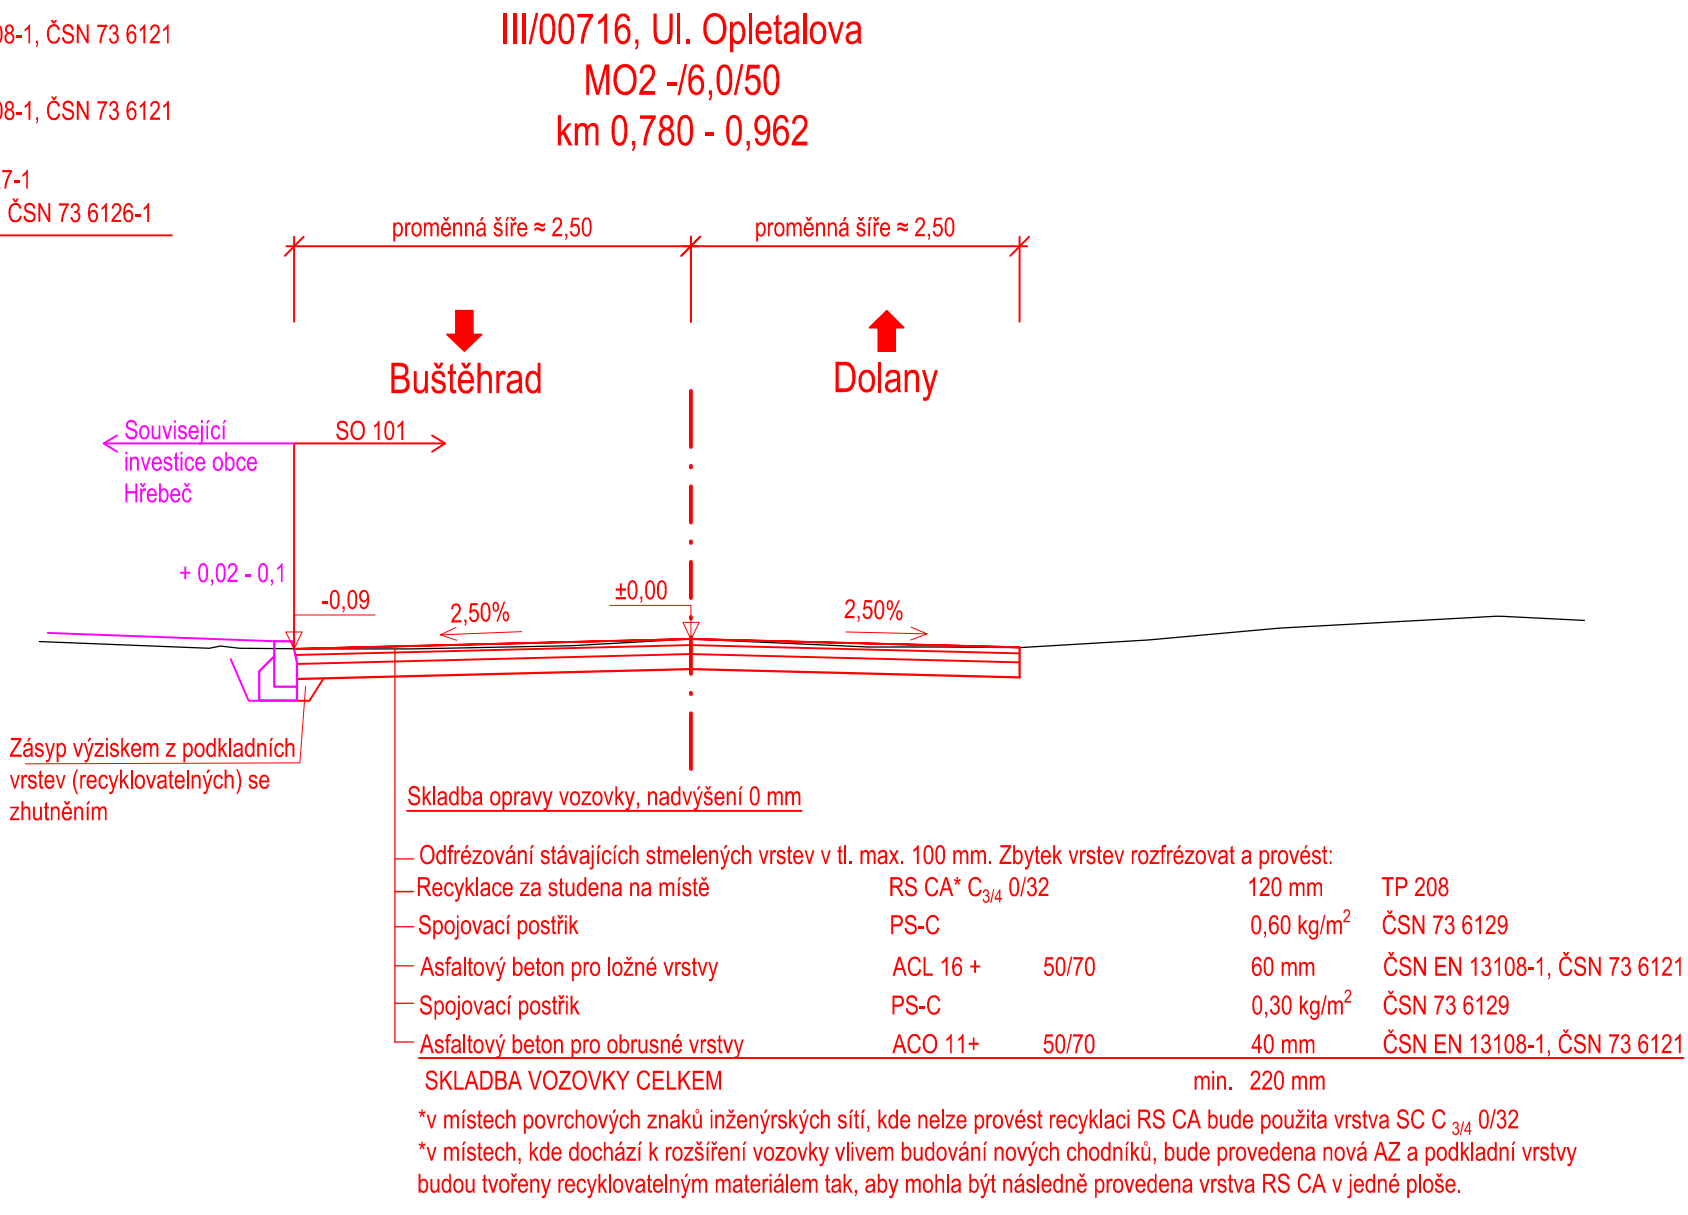 08-1, ČSN 73 6121
08-1, ČSN 73 6121
7-1
ČSN 73 6126-1
III/00716, Ul. Opletalova
MO2 -/6,0/50
km 0,780 - 0,962
proměnná šíře ≈ 2,50
proměnná šíře ≈ 2,50
Buštěhrad
Dolany
Související
investice obce
Hřebeč
SO 101
+ 0,02 - 0,1
-0,09
2,50%
±0,00
2,50%
Zásyp výziskem z podkladních
vrstev (recyklovatelných) se
zhutněním
Skladba opravy vozovky, nadvýšení 0 mm
Odfrézování stávajících stmelených vrstev v tl. max. 100 mm. Zbytek vrstev rozfrézovat a provést:
Recyklace za studena na místě RS CA* C3/4 0/32 120 mm TP 208
Spojovací postřik PS-C 0,60 kg/m² ČSN 73 6129
Asfaltový beton pro ložné vrstvy ACL 16 + 50/70 60 mm ČSN EN 13108-1, ČSN 73 6121
Spojovací postřik PS-C 0,30 kg/m² ČSN 73 6129
Asfaltový beton pro obrusné vrstvy ACO 11+ 50/70 40 mm ČSN EN 13108-1, ČSN 73 6121
SKLADBA VOZOVKY CELKEM min. 220 mm
*v místech povrchových znaků inženýrských sítí, kde nelze provést recyklaci RS CA bude použita vrstva SC C 3/4 0/32
*v místech, kde dochází k rozšíření vozovky vlivem budování nových chodníků, bude provedena nová AZ a podkladní vrstvy
budou tvořeny recyklovatelným materiálem tak, aby mohla být následně provedena vrstva RS CA v jedné ploše.